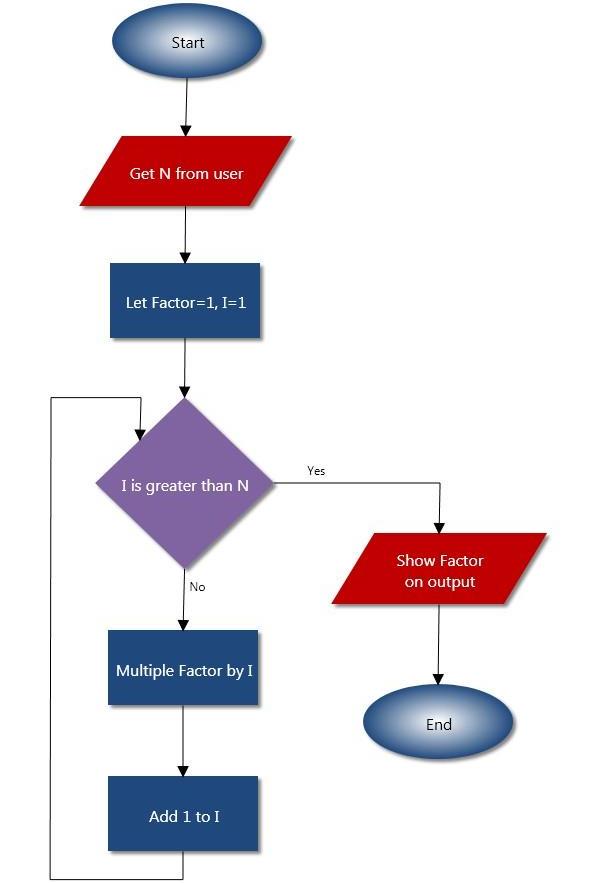 Start
Get N from user
Let Factor=1, I=1
I is greater than N
Yes
Show Factor
on output
No
Multiple Factor by I
End
Add 1 to I